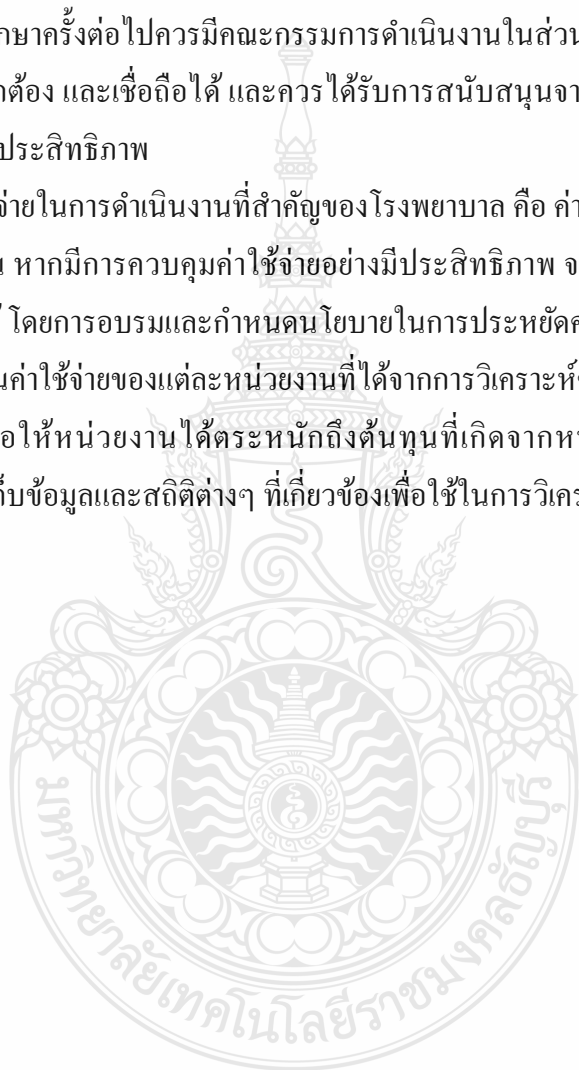 กษาครั้งต่อไปควรมีคณะกรรมการดำเนินงานในส่วน
กต้อง และเชื่อถือได้ และควรได้รับการสนับสนุนจา
ประสิทธิภาพ
จ่ายในการดำเนินงานที่สำคัญของโรงพยาบาล คือ ค่า
น หากมีการควบคุมค่าใช้จ่ายอย่างมีประสิทธิภาพ จ
โดยการอบรมและกำหนดนโยบายในการประหยัดค
นค่าใช้จ่ายของแต่ละหน่วยงานที่ได้จากการวิเคราะห์
อให้หน่วยงานได้ตระหนักถึงต้นทุนที่เกิดจากห
ก็บข้อมูลและสถิติต่างๆ ที่เกี่ยวข้องเพื่อใช้ในการวิเคร
มหาวิทยาลัยเทคโนโลยีราชมงคลธัญบุรี